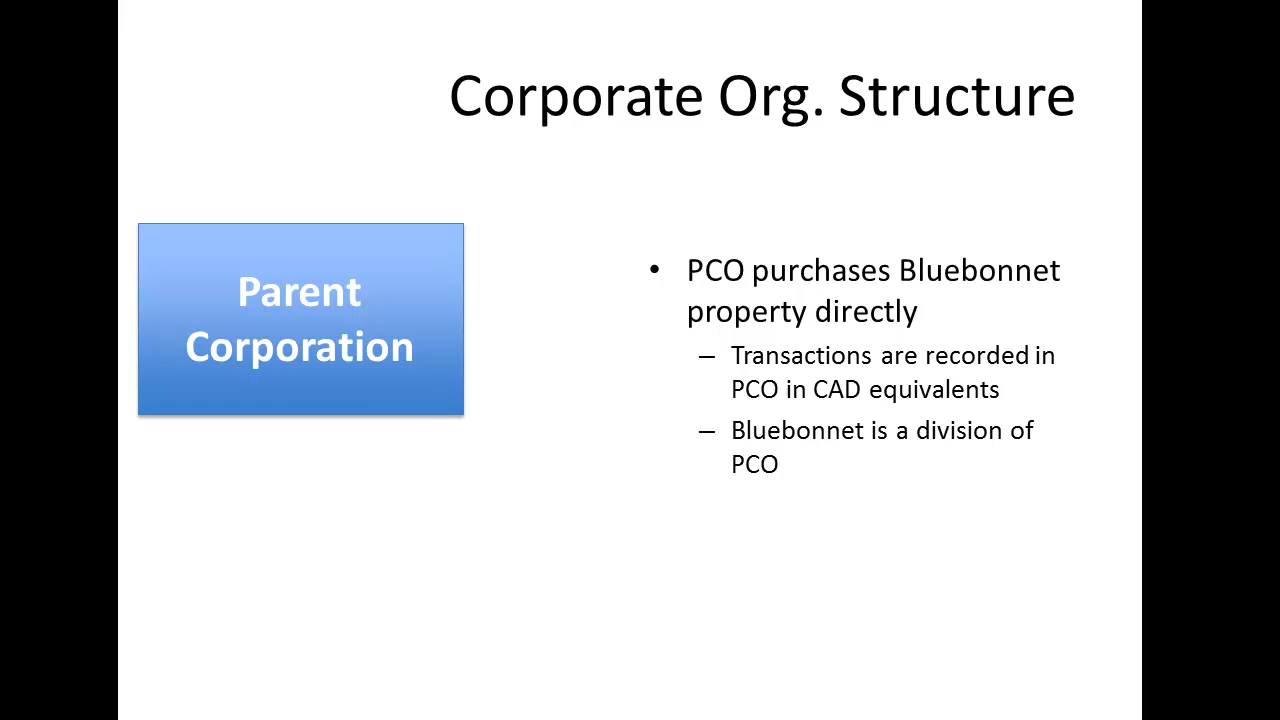 Corporate Org. Structure
Parent
Corporation
• PCO purchases Bluebonnet
property directly
– Transactions are recorded in
PCO in CAD equivalents
– Bluebonnet is a division of
PCO